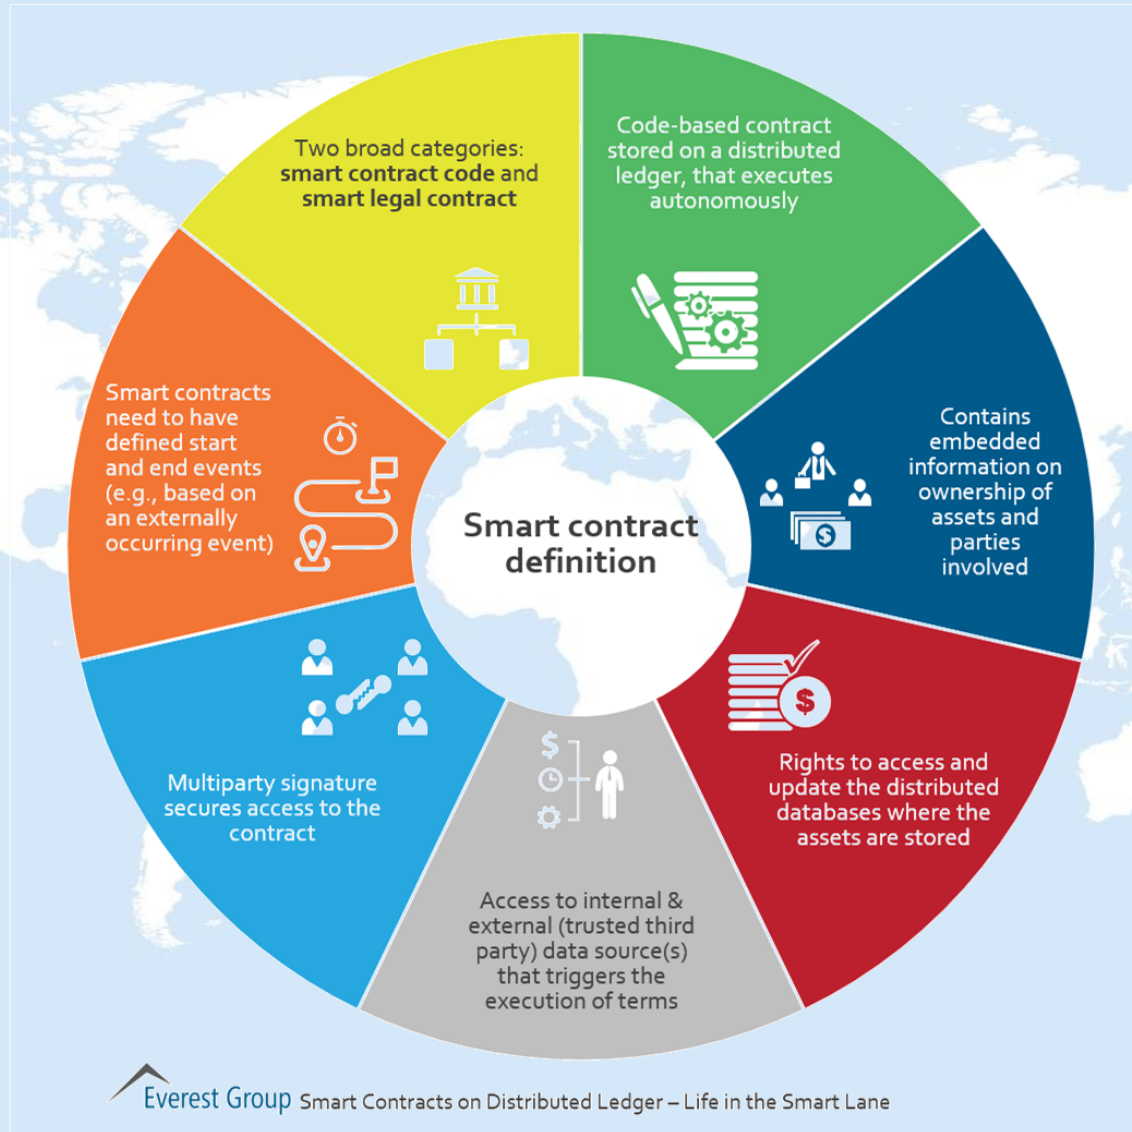 Two broad categories:
smart contract code and
smart legal contract
Code-based contract
stored on a distributed
ledger, that executes
autonomously
Smart contracts
need to have
defined start
and end events
(e.g., based on
an externally
occurring event)
Contains
embedded
information on
ownership of
assets and
parties
involved
Smart contract
definition
$
$
$
Multiparty signature
secures access to the
contract
Rights to access and
update the distributed
databases where the
assets are stored
Access to internal &
external (trusted third
party) data source(s)
that triggers the
execution of terms
Everest Group Smart Contracts on Distributed Ledger – Life in the Smart Lane